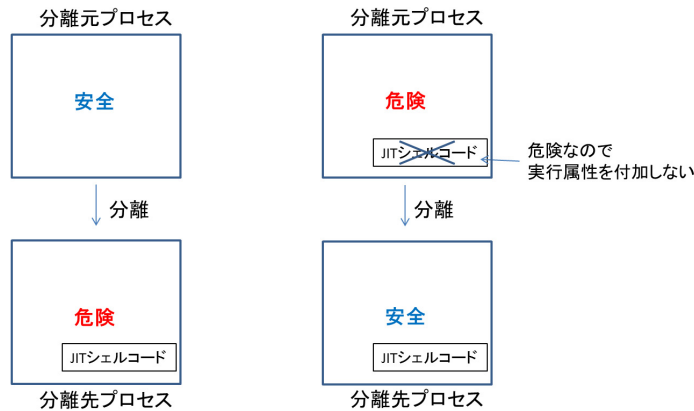 分離元プロセス
安全
分離
危険
JITシェルコード
分離先プロセス
分離元プロセス
危険
JITシェルコード
危険なので
実行属性を付加しない
分離
安全
JITシェルコード
分離先プロセス